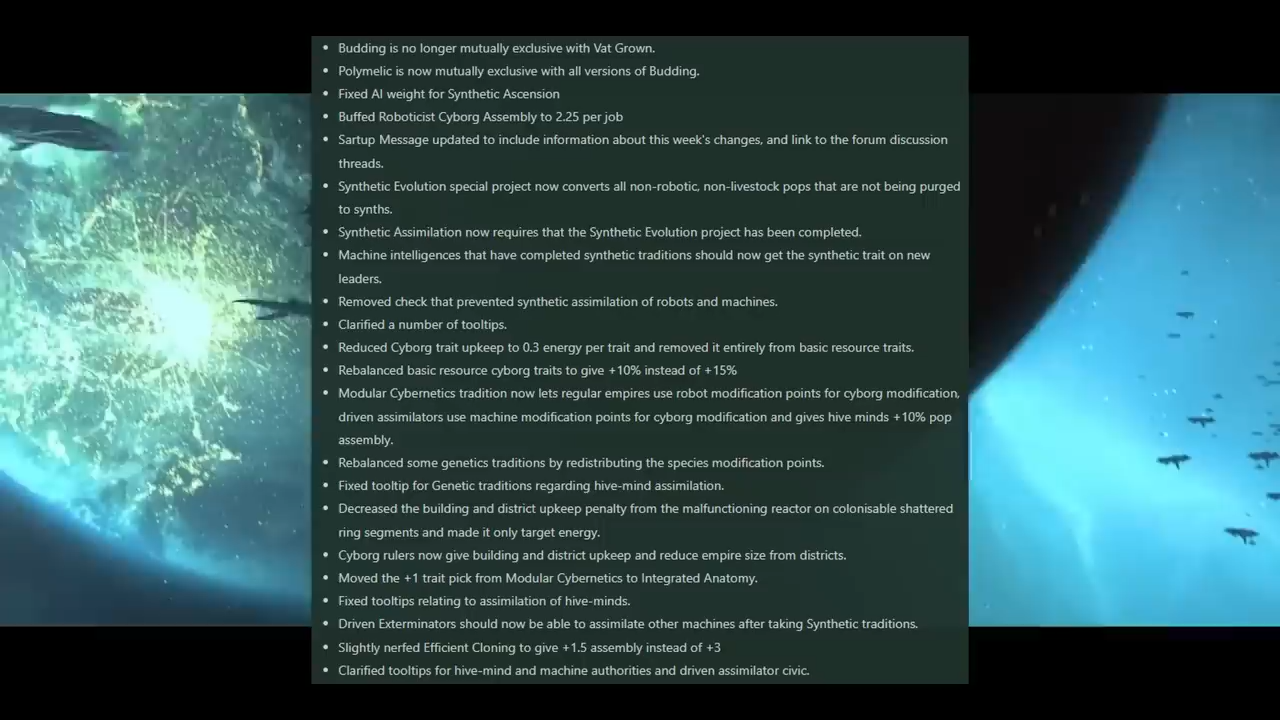 • Budding is no longer mutually exclusive with Vat Grown.
• Polymelic is now mutually exclusive with all versions of Budding.
• Fixed AI weight for Synthetic Ascension
• Buffed Roboticist Cyborg Assembly to 2.25 per job
• Sartup Message updated to include information about this week's changes, and link to the forum discussion
threads.
• Synthetic Evolution special project now converts all non-robotic, non-livestock pops that are not being purged
to synths.
• Synthetic Assimilation now requires that the Synthetic Evolution project has been completed.
• Machine intelligences that have completed synthetic traditions should now get the synthetic trait on new
leaders.
• Removed check that prevented synthetic assimilation of robots and machines.
• Clarified a number of tooltips.
• Reduced Cyborg trait upkeep to 0.3 energy per trait and removed it entirely from basic resource traits.
• Rebalanced basic resource cyborg traits to give +10% instead of +15%
• Modular Cybernetics tradition now lets regular empires use robot modification points for cyborg modification,
driven assimilators use machine modification points for cyborg modification and gives hive minds +10% pop
assembly.
• Rebalanced some genetics traditions by redistributing the species modification points.
• Fixed tooltip for Genetic traditions regarding hive-mind assimilation.
• Decreased the building and district upkeep penalty from the malfunctioning reactor on colonisable shattered
ring segments and made it only target energy.
• Cyborg rulers now give building and district upkeep and reduce empire size from districts.
• Moved the +1 trait pick from Modular Cybernetics to Integrated Anatomy.
• Fixed tooltips relating to assimilation of hive-minds.
• Driven Exterminators should now be able to assimilate other machines after taking Synthetic traditions.
• Slightly nerfed Efficient Cloning to give +1.5 assembly instead of +3
• Clarified tooltips for hive-mind and machine authorities and driven assimilator civic.